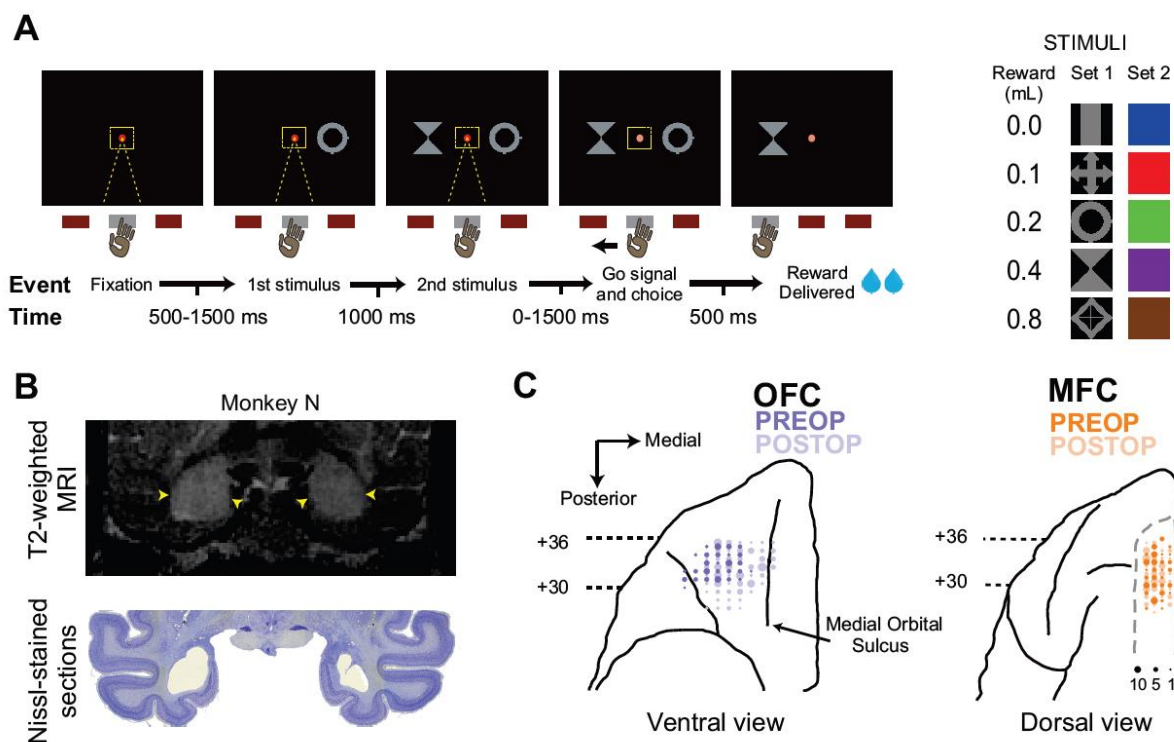 A
STIMULI
Reward (mL)
Set 1
Set 2
0.0
0.1
0.2
0.4
0.8
Event
Fixation
1st stimulus
2nd stimulus
Go signal
and choice
Reward
Delivered
Time
500-1500 ms
1000 ms
0-1500 ms
500 ms
B
Monkey N
T2-weighted
MRI
Nissl-stained
sections
C
OFC
PREOP
POSTOP
Medial
Posterior
+36
+30
Medial Orbital
Sulcus
Ventral view
MFC
PREOP
POSTOP
+36
+30
10 5 1
Dorsal view